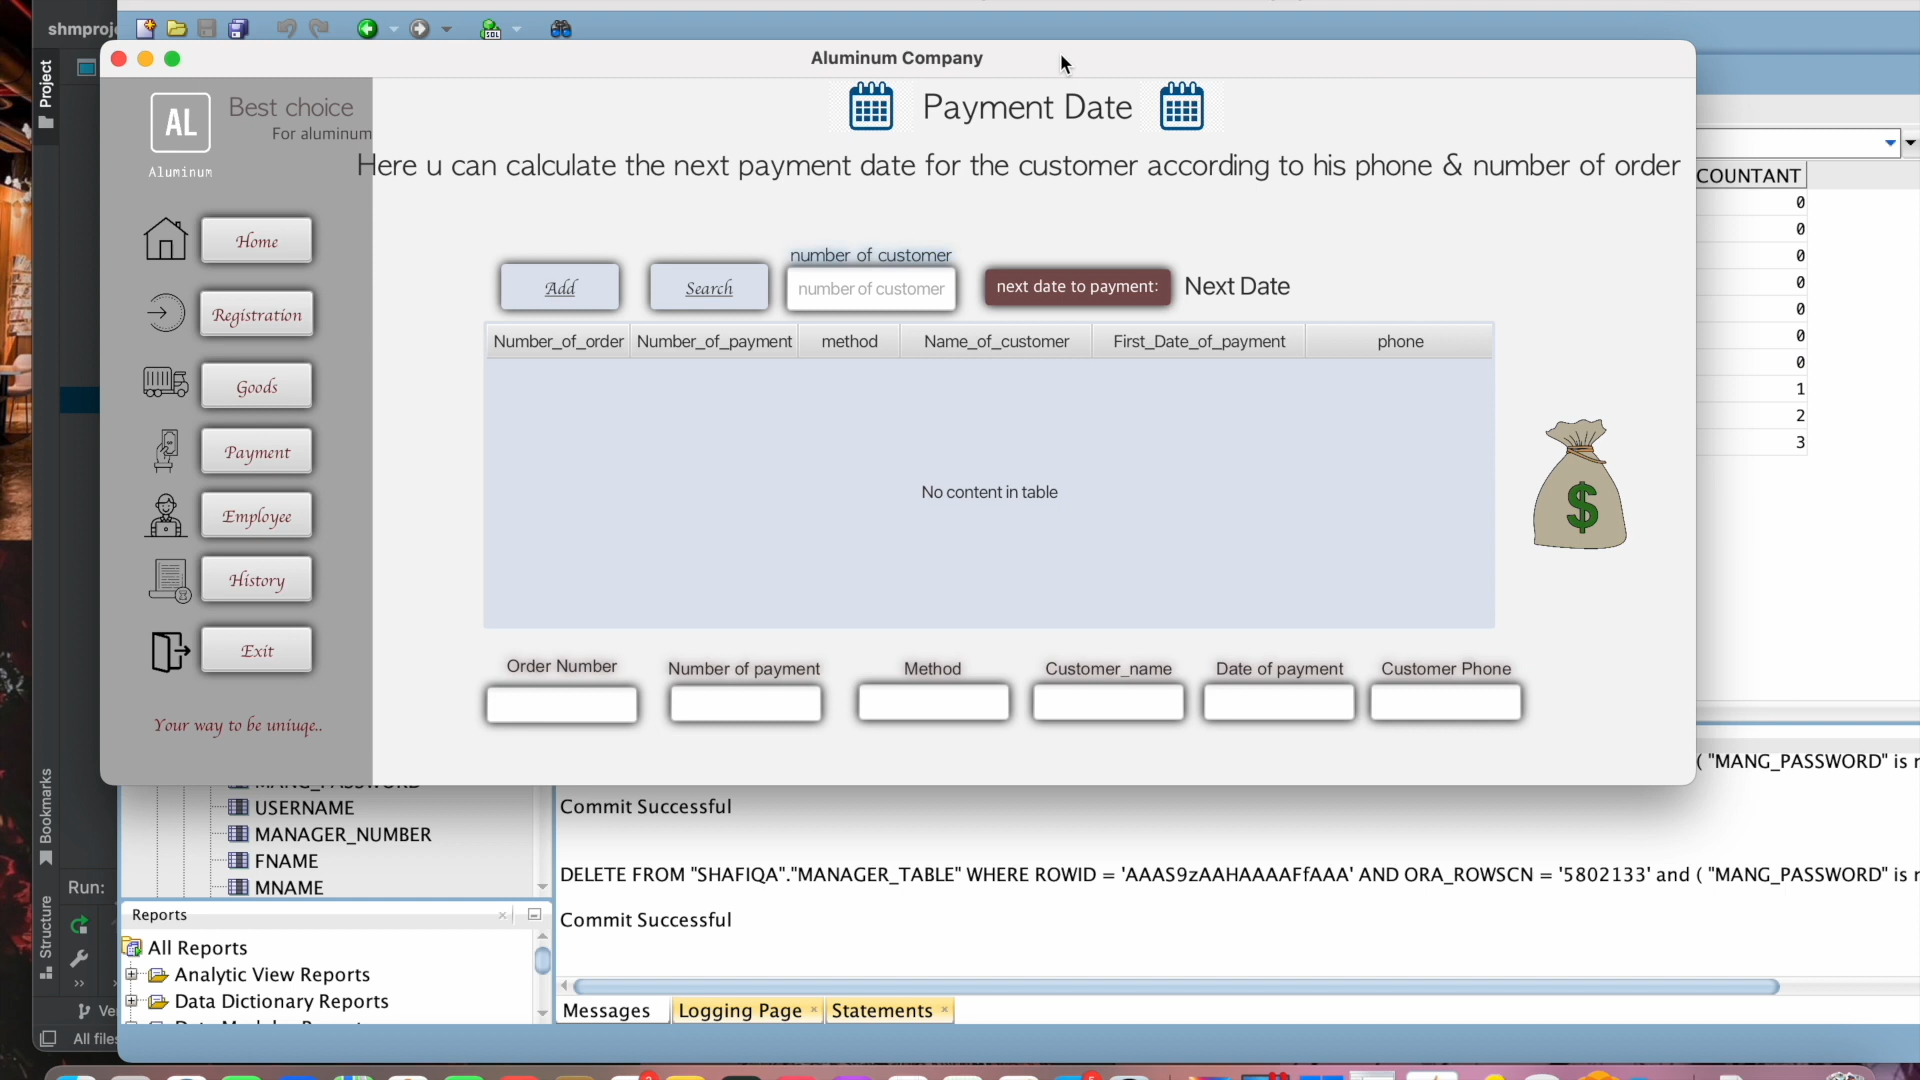 shmproj
Aluminum Company
Project
AL
Aluminum
Best choice
For aluminum
Payment Date
Here u can calculate the next payment date for the customer according to his phone & number of order
COUNTANT
0
0
0
0
0
0
0
1
2
3
Home
Registration
Goods
Payment
Employee
History
Exit
Your way to be uniuqe..
number of customer
Add
Search
number of customer
next date to payment:
Next Date
Number_of_order Number_of_payment method Name_of_customer First_Date_of_payment phone
No content in table
$
Order Number
Number of payment
Method
Customer_name
Date of payment
Customer Phone
( "MANG_PASSWORD" is
Bookmarks
Structure
Run:
USERNAME
MANAGER_NUMBER
FNAME
MNAME
Commit Successful
DELETE FROM "SHAFIQA"."MANAGER_TABLE" WHERE ROWID = 'AAAS9zAAHAAAAFfAAA' AND ORA_ROWSCN = '5802133' and ( "MANG_PASSWORD" is
Commit Successful
Reports
All Reports
Analytic View Reports
Data Dictionary Reports
Messages
Logging Page
Statements
All files